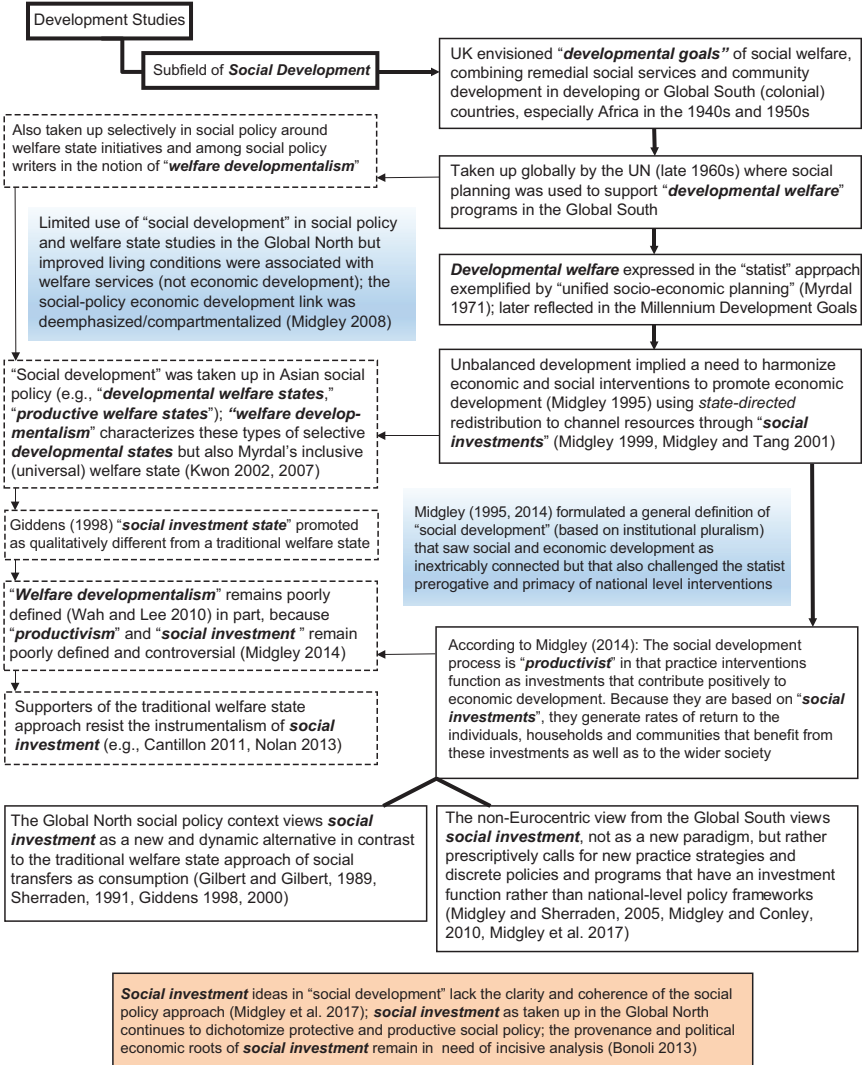 Development Studies
Subfield of Social Development
UK envisioned “developmental goals” of social welfare,
combining remedial social services and community
development in developing or Global South (colonial)
countries, especially Africa in the 1940s and 1950s
Also taken up selectively in social policy around
welfare state initiatives and among social policy
writers in the notion of “welfare developmentalism”
Taken up globally by the UN (late 1960s) where social
planning was used to support “developmental welfare”
programs in the Global South
Limited use of “social development” in social policy
and welfare state studies in the Global North but
improved living conditions were associated with
welfare services (not economic development); the
social-policy economic development link was
deemphasized/compartmentalized (Midgley 2008)
Developmental welfare expressed in the “statist” approach
exemplified by “unified socio-economic planning” (Myrdal
1971); later reflected in the Millennium Development Goals
Unbalanced development implied a need to harmonize
economic and social interventions to promote economic
development (Midgley 1995) using state-directed
redistribution to channel resources through “social
investments” (Midgley 1999, Midgley and Tang 2001)
“Social development” was taken up in Asian social
policy (e.g., “developmental welfare states,”
“productive welfare states”); “welfare develop-
mentalism” characterizes these types of selective
developmental states but also Myrdal’s inclusive
(universal) welfare state (Kwon 2002, 2007)
Giddens (1998) “social investment state” promoted
as qualitatively different from a traditional welfare state
Midgley (1995, 2014) formulated a general definition of
“social development” (based on institutional pluralism)
that saw social and economic development as
inextricably connected but that also challenged the statist
prerogative and primacy of national level interventions
“Welfare developmentalism” remains poorly
defined (Wah and Lee 2010) in part, because
“productivism” and “social investment ” remain
poorly defined and controversial (Midgley 2014)
According to Midgley (2014): The social development
process is “productivist” in that practice interventions
function as investments that contribute positively to
economic development. Because they are based on “social
investments”, they generate rates of return to the
individuals, households and communities that benefit from
these investments as well as to the wider society
Supporters of the traditional welfare state
approach resist the instrumentalism of social
investment (e.g., Cantillon 2011, Nolan 2013)
The Global North social policy context views social
investment as a new and dynamic alternative in contrast
to the traditional welfare state approach of social
transfers as consumption (Gilbert and Gilbert, 1989,
Sherraden, 1991, Giddens 1998, 2000)
The non-Eurocentric view from the Global South views
social investment, not as a new paradigm, but rather
prescriptively calls for new practice strategies and
discrete policies and programs that have an investment
function rather than national-level policy frameworks
(Midgley and Sherraden, 2005, Midgley and Conley,
2010, Midgley et al. 2017)
Social investment ideas in “social development” lack the clarity and coherence of the social
policy approach (Midgley et al. 2017); social investment as taken up in the Global North
continues to dichotomize protective and productive social policy; the provenance and political
economic roots of social investment remain in need of incisive analysis (Bonoli 2013)